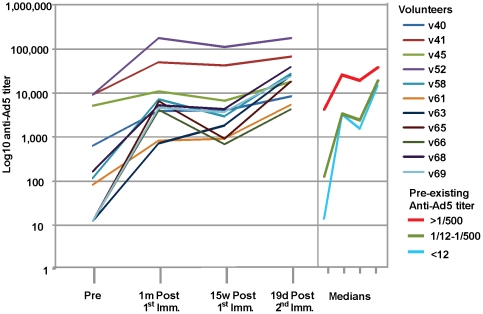 Log10 anti-Ad5 titer
1,000,000
100,000
10,000
1,000
100
10
1
Pre
1m Post
1st Imm.
15w Post
1st Imm.
19d Post
2nd Imm.
Medians
Volunteers
v40
v41
v45
v52
v58
v61
v63
v65
v66
v68
v69
Pre-existing
Anti-Ad5 titer
>1/500
1/12-1/500
<12